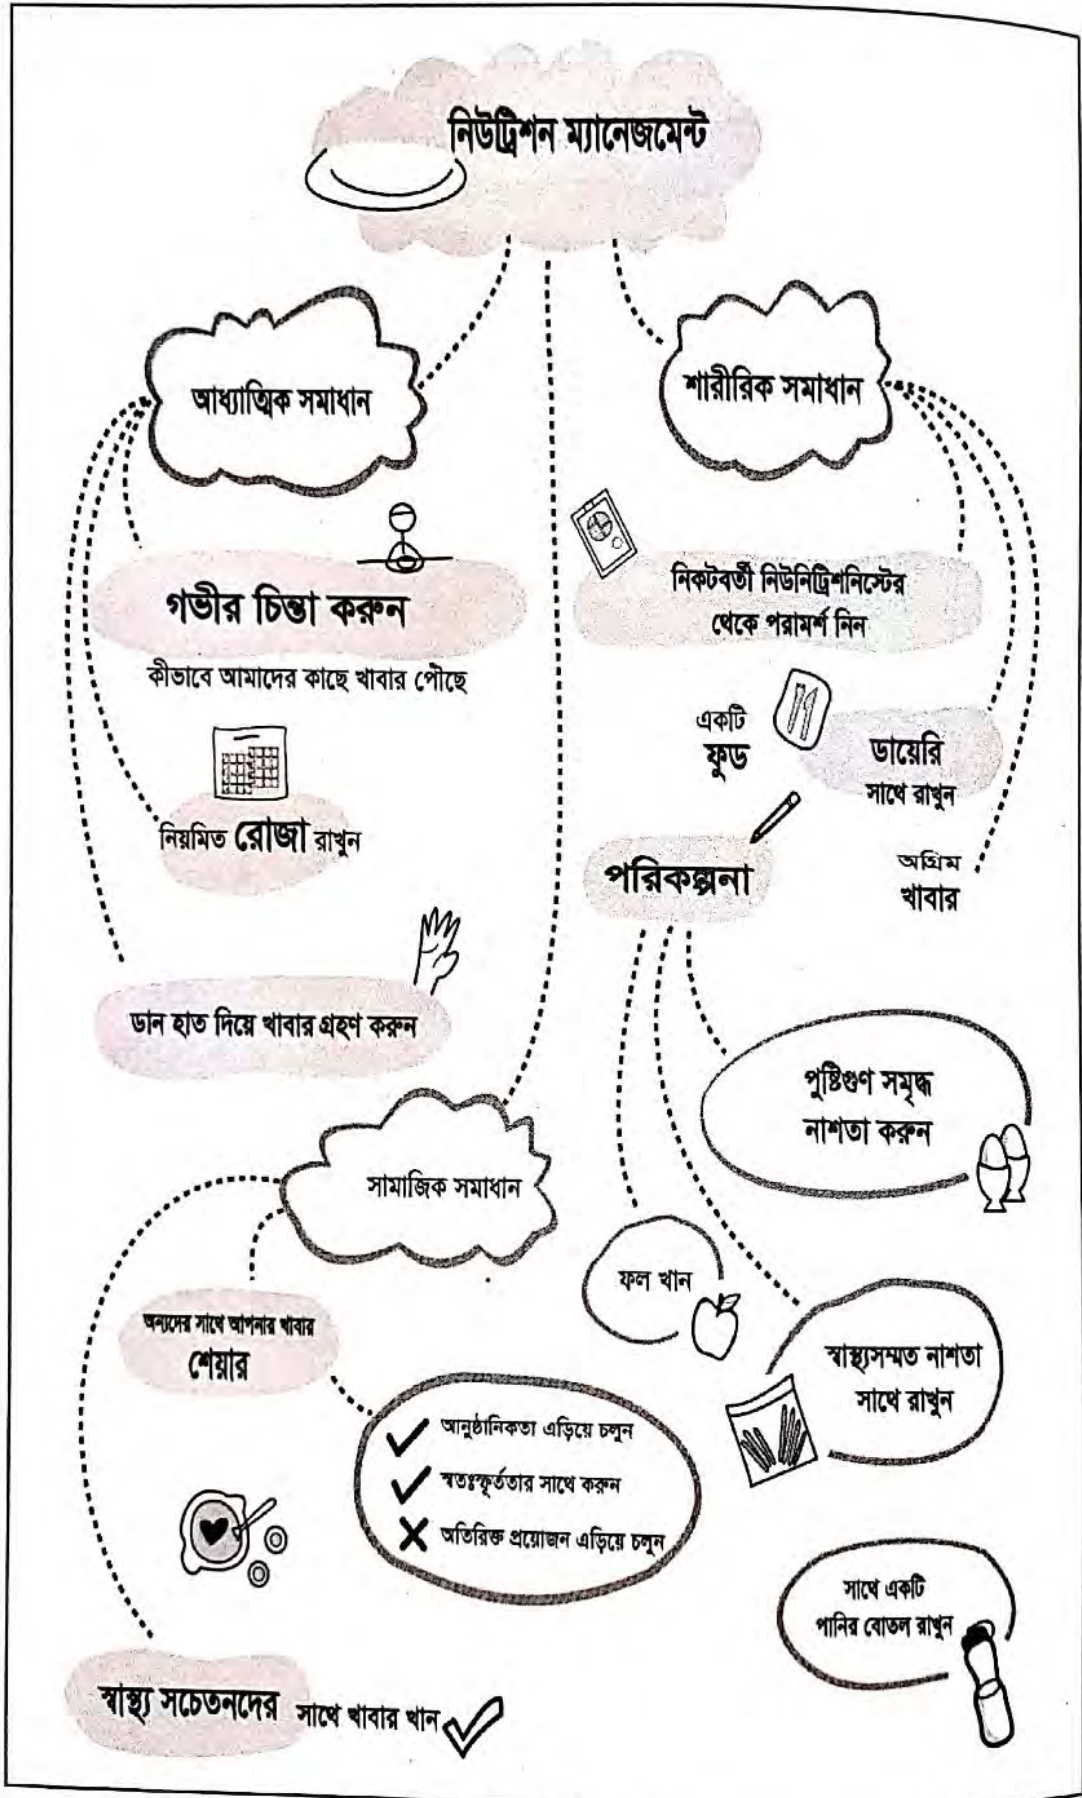 নিউট্রিশন ম্যানেজমেন্ট
আধ্যাত্মিক সমাধান
গভীর চিন্তা করুন
কীভাবে আমাদের কাছে খাবার পৌছে
নিয়মিত রোজা রাখুন
ডান হাত দিয়ে খাবার গ্রহণ করুন
শারীরিক সমাধান
নিকটবর্তী নিউনিট্রিশনিস্টের
থেকে পরামর্শ নিন
একটি
ফুড
ডায়েরি
সাথে রাখুন
অগ্রিম
খাবার
পরিকল্পনা
পুষ্টিগুণ সমৃদ্ধ
নাশতা করুন
ফল খান
স্বাস্থ্যসম্মত নাশতা
সাথে রাখুন
সাথে একটি
পানির বোতল রাখুন
সামাজিক সমাধান
অন্যদের সাথে আপনার খাবার
শেয়ার
আনুষ্ঠানিকতা এড়িয়ে চলুন
স্বতঃস্ফূর্ততার সাথে করুন
অতিরিক্ত প্রয়োজন এড়িয়ে চলুন
স্বাস্থ্য সচেতনদের সাথে খাবার খান